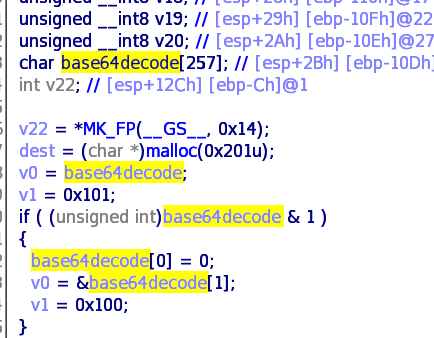 unsigned __int8 v19; // [esp+29h] [ebp-10Fh]@22
unsigned __int8 v20; // [esp+2Ah] [ebp-10Eh]@27
char base64decode[257]; // [esp+2Bh] [ebp-10Dh]
int v22; // [esp+12Ch] [ebp-Ch]@1
v22 = *MK_FP(__GS__, 0x14);
dest = (char *)malloc(0x201u);
v0 = base64decode;
v1 = 0x101;
if ( (unsigned int)base64decode & 1 )
{
base64decode[0] = 0;
v0 = &base64decode[1];
v1 = 0x100;
}